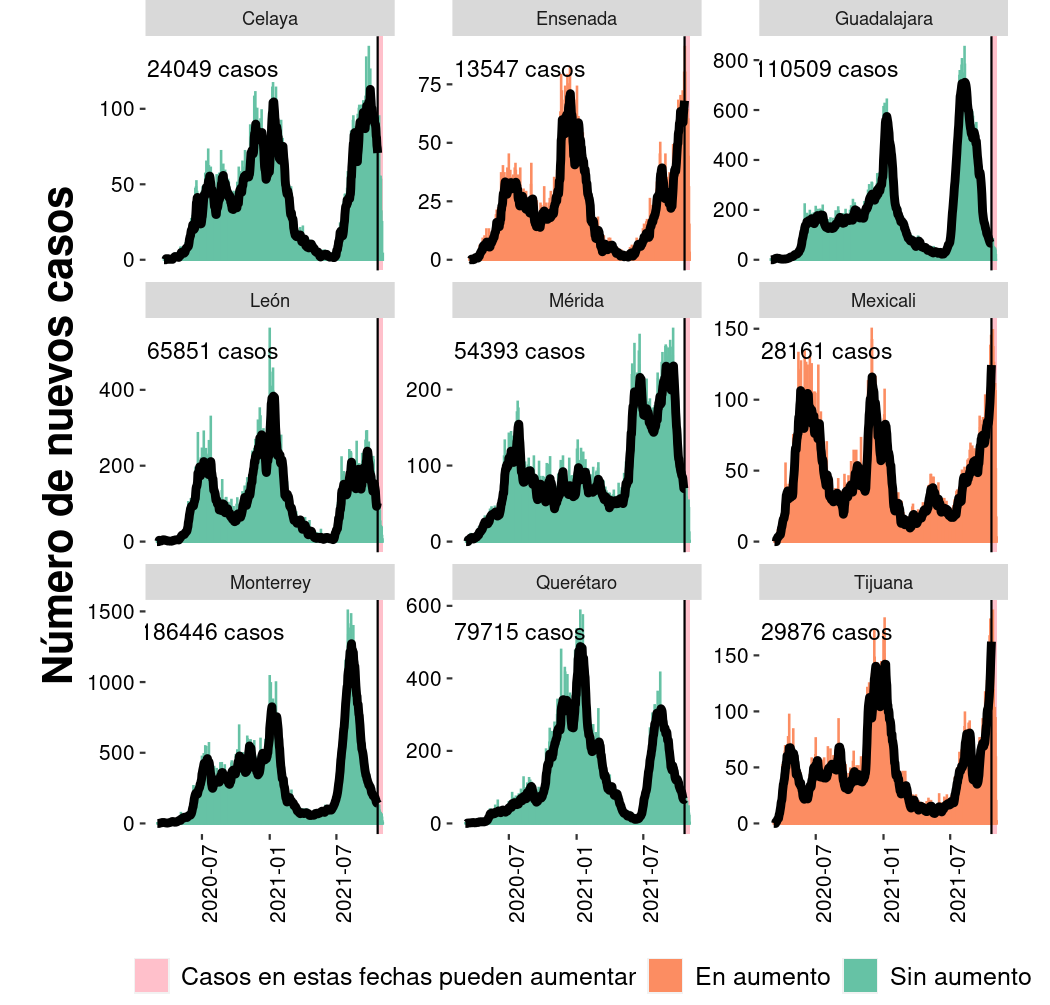 Número de nuevos casos
Celaya
24049 casos
100
50
0
Ensenada
13547 casos
75
50
25
0
Guadalajara
110509 casos
800
600
400
200
0
León
65851 casos
400
200
0
Mérida
54393 casos
200
100
0
Mexicali
28161 casos
150
100
50
0
Monterrey
186446 casos
1500
1000
500
0
2020-07
2021-01
2021-07
Querétaro
79715 casos
600
400
200
0
2020-07
2021-01
2021-07
Tijuana
29876 casos
150
100
50
0
2020-07
2021-01
2021-07
Casos en estas fechas pueden aumentar
En aumento
Sin aumento